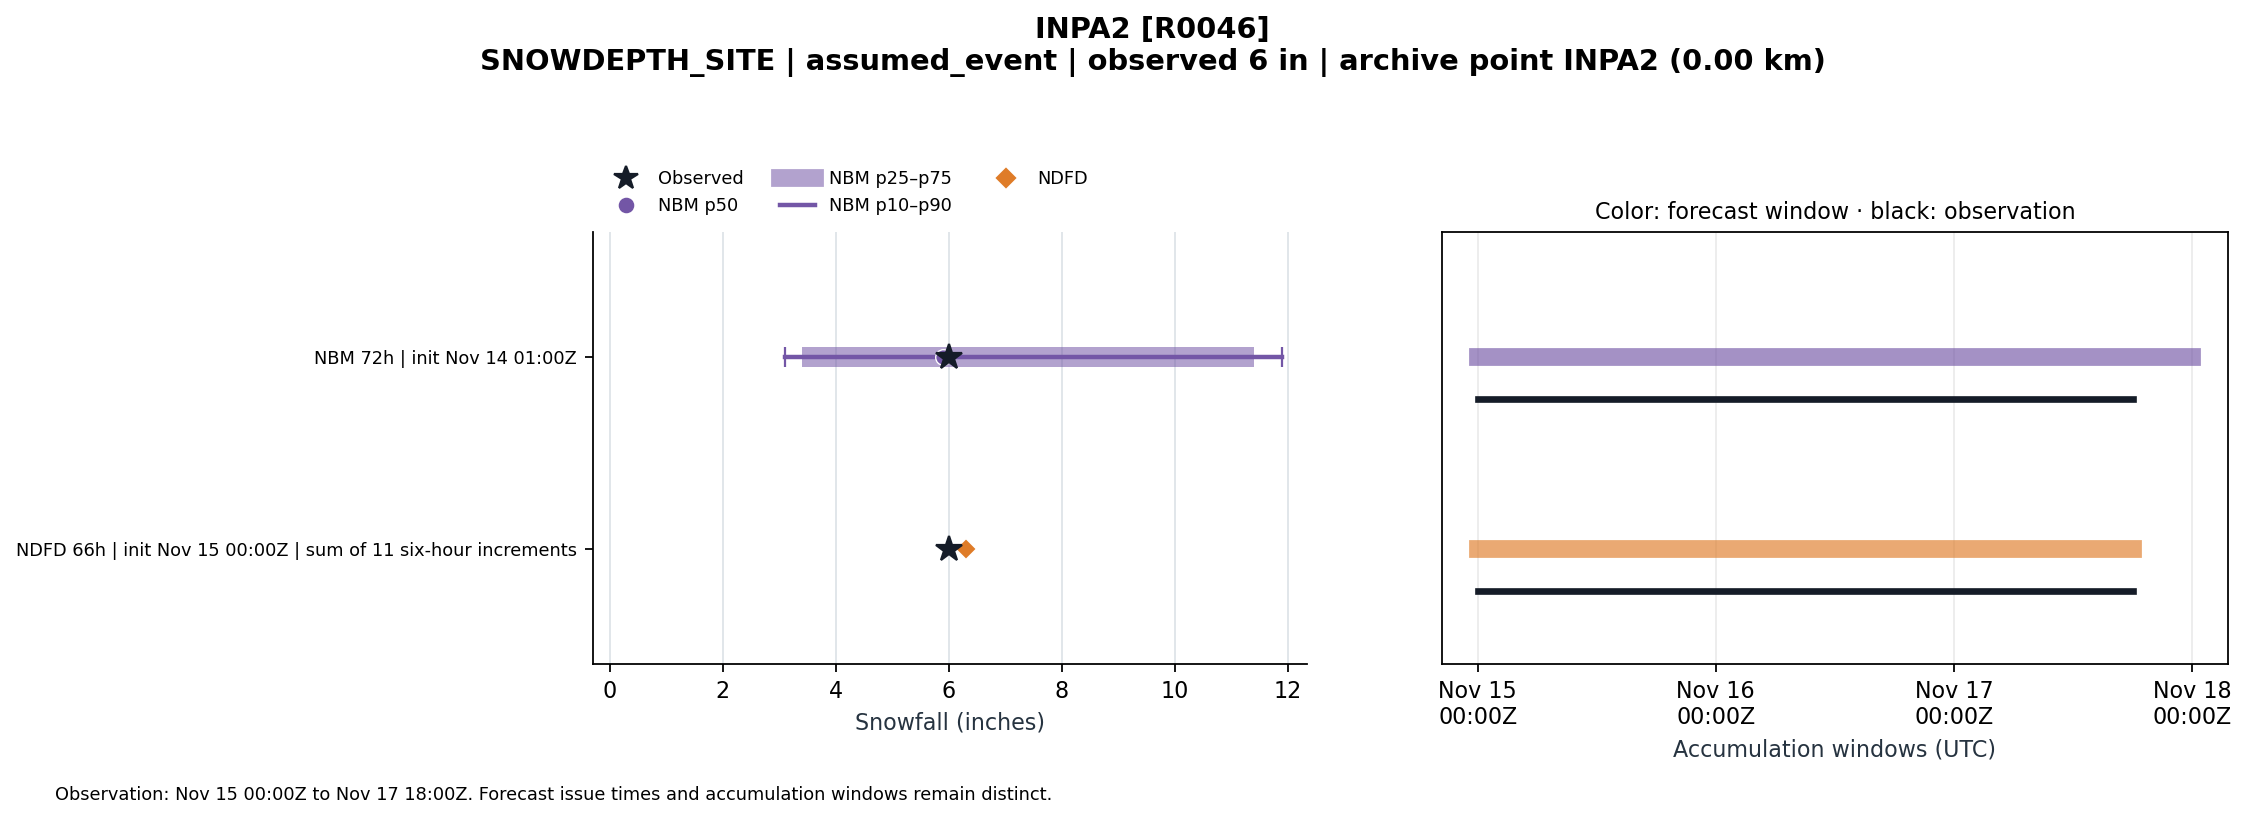 INPA2 [R0046]
SNOWDEPTH_SITE | assumed_event | observed 6 in | archive point INPA2 (0.00 km)
Observed
NBM p50
NBM p25–p75
NBM p10–p90
NDFD
NBM 72h | init Nov 14 01:00Z
NDFD 66h | init Nov 15 00:00Z | sum of 11 six-hour increments
0 2 4 6 8 10 12
Snowfall (inches)
Color: forecast window · black: observation
Nov 15 Nov 16 Nov 17 Nov 18
00:00Z 00:00Z 00:00Z 00:00Z
Accumulation windows (UTC)
Observation: Nov 15 00:00Z to Nov 17 18:00Z. Forecast issue times and accumulation windows remain distinct.